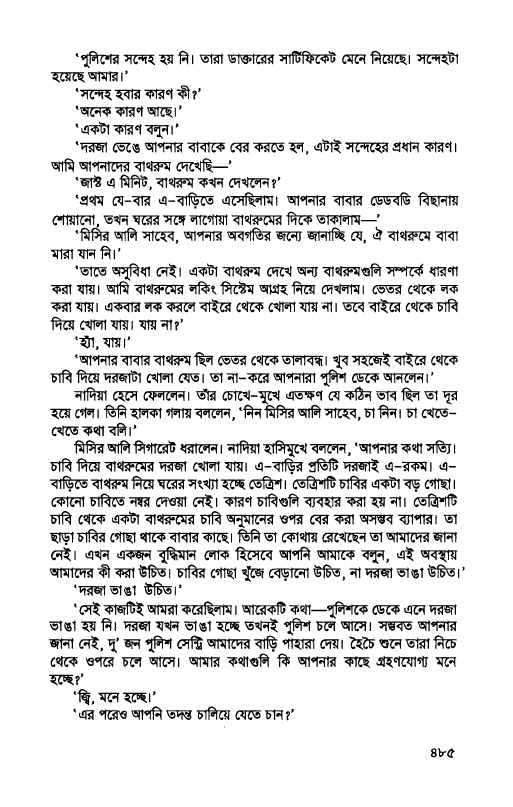 ‘পুলিশের সন্দেহ হয় নি। তারা ডাক্তারের সার্টিফিকেট মেনে নিয়েছে। সন্দেহটা
হয়েছে আমার।’
‘সন্দেহ হবার কারণ কী?’
‘অনেক কারণ আছে।’
‘একটা কারণ বলুন।’
‘দরজা ভেঙে আপনার বাবাকে বের করতে হল, এটাই সন্দেহের প্রধান কারণ।
আমি আপনাদের বাথরুম দেখেছি—’
‘জাস্ট এ মিনিট, বাথরুম কখন দেখলেন?’
‘প্রথম যে-বার এ-বাড়িতে এসেছিলাম। আপনার বাবার ডেডবডি বিছানায়
শোয়ানো, তখন ঘরের সঙ্গে লাগোয়া বাথরুমের দিকে তাকালাম—’
‘মিসির আলি সাহেব, আপনার অবগতির জন্যে জানাচ্ছি যে, ঐ বাথরুমে বাবা
মারা যান নি।’
‘তাতে অসুবিধা নেই। একটা বাথরুম দেখে অন্য বাথরুমগুলি সম্পর্কে ধারণা
করা যায়। আমি বাথরুমের লকিং সিস্টেম আগ্রহ নিয়ে দেখলাম। ভেতর থেকে লক
করা যায়। একবার লক করলে বাইরে থেকে খোলা যায় না। তবে বাইরে থেকে চাবি
দিয়ে খোলা যায়। যায় না?’
‘হ্যাঁ, যায়।’
‘আপনার বাবার বাথরুম ছিল ভেতর থেকে তালাবন্ধ। খুব সহজেই বাইরে থেকে
চাবি দিয়ে দরজাটা খোলা যেত। তা না-করে আপনারা পুলিশ ডেকে আনলেন।’
নাদিয়া হেসে ফেললেন। তাঁর চোখে-মুখে এতক্ষণ যে কঠিন ভাব ছিল তা দূর
হয়ে গেল। তিনি হালকা গলায় বললেন, ‘নিন মিসির আলি সাহেব, চা নিন। চা খেতে-
খেতে কথা বলি।’
মিসির আলি সিগারেট ধরালেন। নাদিয়া হাসিমুখে বললেন, ‘আপনার কথা সত্যি।
চাবি দিয়ে বাথরুমের দরজা খোলা যায়। এ-বাড়ির প্রতিটি দরজাই এ-রকম। এ-
বাড়িতে বাথরুম নিয়ে ঘরের সংখ্যা হচ্ছে তেত্রিশ। তেত্রিশটি চাবির একটা বড় গোছা।
কোনো চাবিতে নম্বর দেওয়া নেই। কারণ চাবিগুলি ব্যবহার করা হয় না। তেত্রিশটি
চাবি থেকে একটা বাথরুমের চাবি অনুমানের ওপর বের করা অসম্ভব ব্যাপার। তা
ছাড়া চাবির গোছা থাকে বাবার কাছে। তিনি তা কোথায় রেখেছেন তা আমাদের জানা
নেই। এখন একজন বুদ্ধিমান লোক হিসেবে আপনি আমাকে বলুন, এই অবস্থায়
আমাদের কী করা উচিত। চাবির গোছা খুঁজে বেড়ানো উচিত, না দরজা ভাঙা উচিত।’
‘দরজা ভাঙা উচিত।’
‘সেই কাজটিই আমরা করেছিলাম। আরেকটি কথা—পুলিশকে ডেকে এনে দরজা
ভাঙা হয় নি। দরজা যখন ভাঙা হচ্ছে তখনই পুলিশ চলে আসে। সম্ভবত আপনার
জানা নেই, দু’ জন পুলিশ সেন্ট্রি আমাদের বাড়ি পাহারা দেয়। হৈচৈ শুনে তারা নিচে
থেকে ওপরে চলে আসে। আমার কথাগুলি কি আপনার কাছে গ্রহণযোগ্য মনে
হচ্ছে?’
‘জ্বি, মনে হচ্ছে।’
‘এর পরেও আপনি তদন্ত চালিয়ে যেতে চান?’
৪৮৫